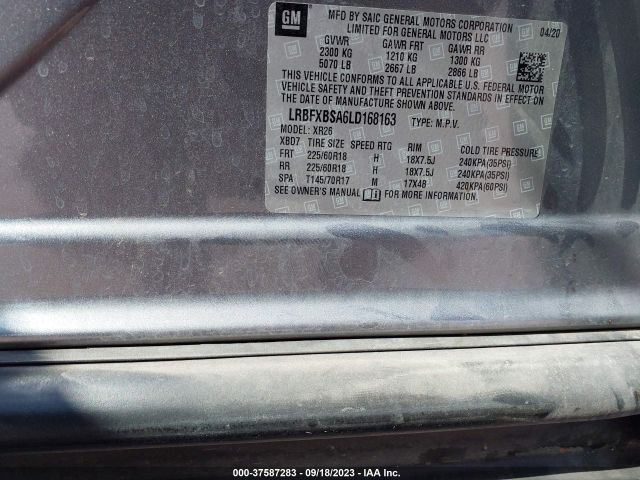 GM
MFD BY SAIC GENERAL MOTORS CORPORATION
LIMITED FOR GENERAL MOTORS LLC
04/20
GVWR GAWR FRT GAWR RR
2300 KG 1210 KG 1300 KG
5070 LB 2667 LB 2866 LB
THIS VEHICLE CONFORMS TO ALL APPLICABLE U.S. FEDERAL MOTOR
VEHICLE SAFETY AND THEFT PREVENTION STANDARDS IN EFFECT ON
THE DATE OF MANUFACTURE SHOWN ABOVE.
LRBFXBSA6LD168163 TYPE: M.P.V.
MODEL: XR26
XBD7 TIRE SIZE SPEED RTG RIM COLD TIRE PRESSURE
FRT 225/60R18 H 18X7.5J 240KPA(35PSI)
RR 225/60R18 H 18X7.5J 240KPA(35PSI)
SPA T145/70R17 M 17X4B 420KPA(60PSI)
SEE OWNER'S MANUAL FOR MORE INFORMATION.
000-37587283 - 09/18/2023 - IAA Inc.